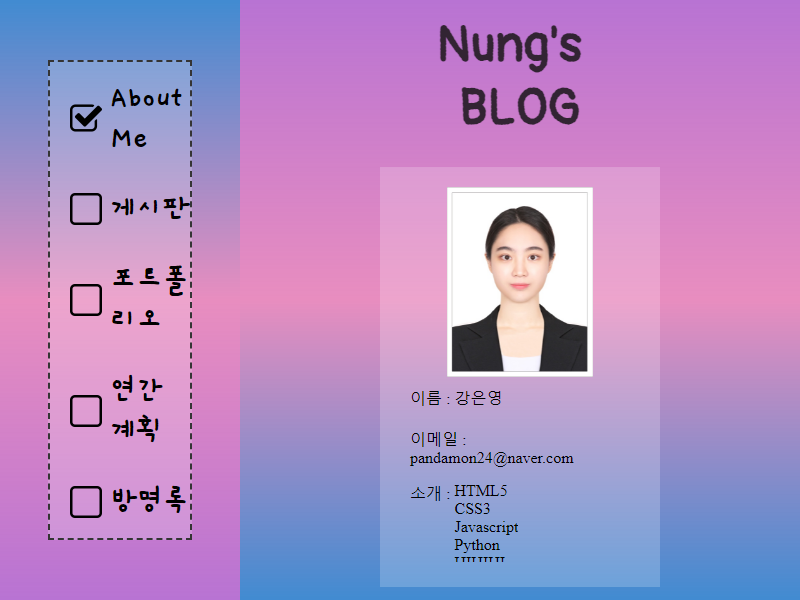 About
Me
게시판
포트폴
리오
연간
계획
방명록
Nung's
BLOG
이름 : 강은영
이메일 :
pandamon24@naver.com
소개 : HTML5
CSS3
Javascript
Python